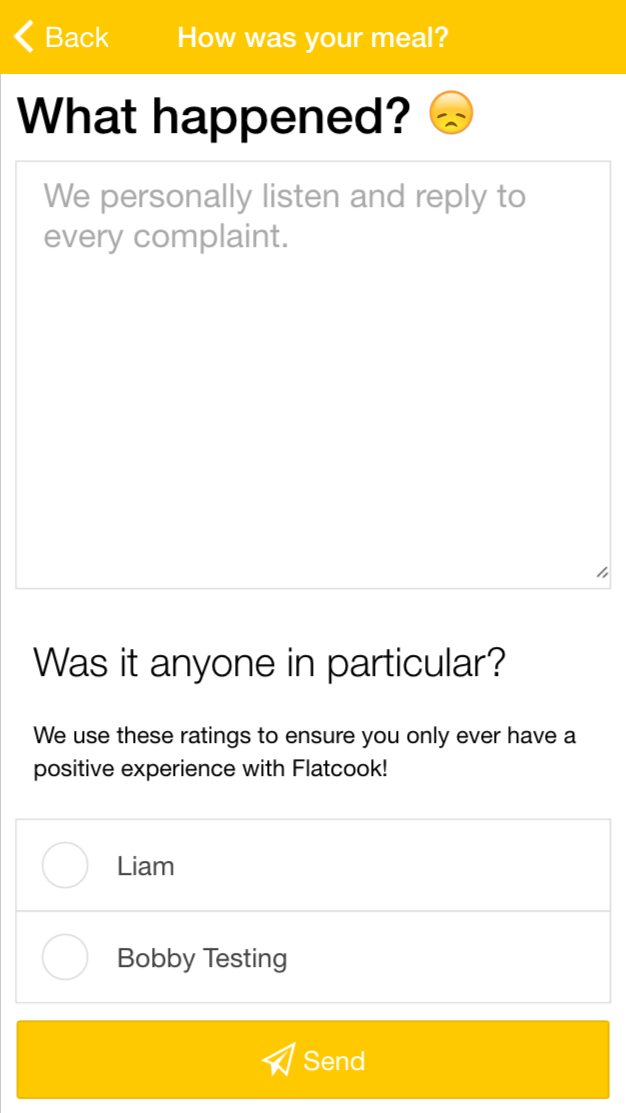 Back
How was your meal?
What happened? 😞
We personally listen and reply to
every complaint.
Was it anyone in particular?
We use these ratings to ensure you only ever have a
positive experience with Flatcook!
Liam
Bobby Testing
Send